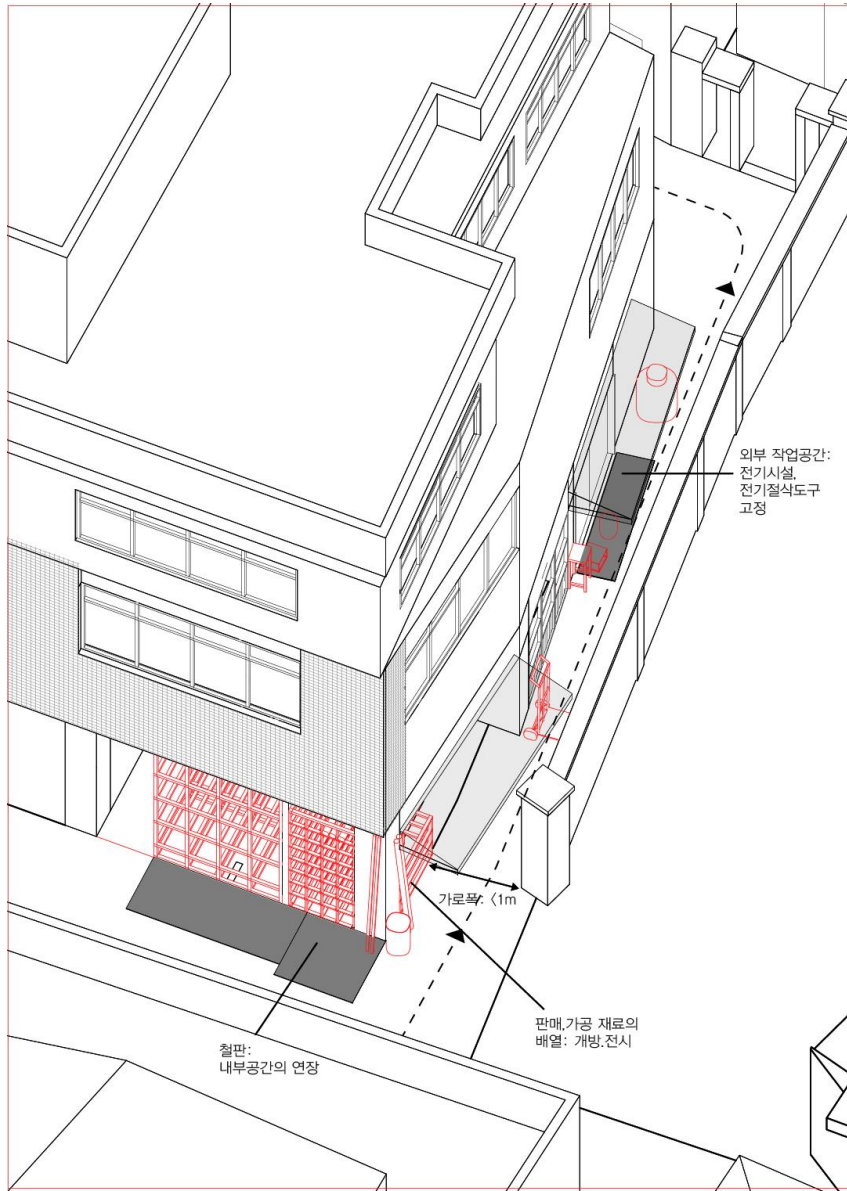 외부 작업공간:
전기시설,
전기절삭도구
고정
가로폭: <1m
판매,가공 재료의
배열: 개방,전시
철판:
내부공간의 연장